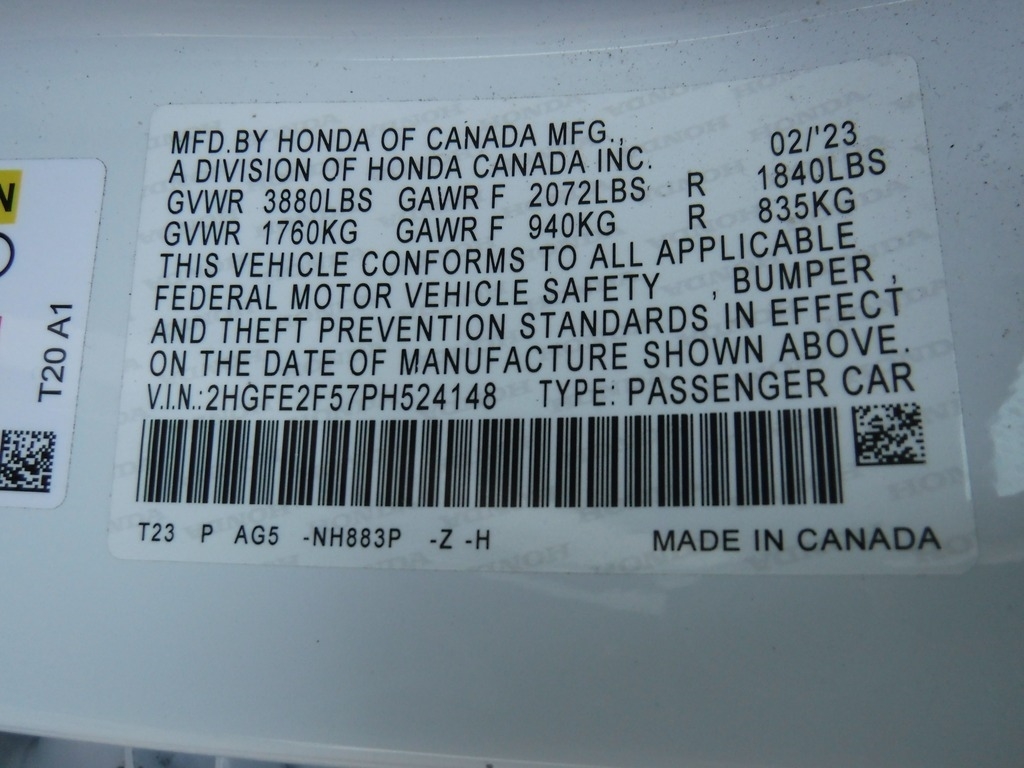 MFD.BY HONDA OF CANADA MFG., 02/'23
A DIVISION OF HONDA CANADA INC.
GVWR 3880LBS GAWR F 2072LBS R 1840LBS
GVWR 1760KG GAWR F 940KG R 835KG
THIS VEHICLE CONFORMS TO ALL APPLICABLE
FEDERAL MOTOR VEHICLE SAFETY , BUMPER ,
AND THEFT PREVENTION STANDARDS IN EFFECT
ON THE DATE OF MANUFACTURE SHOWN ABOVE.
V.I.N.:2HGFE2F57PH524148 TYPE: PASSENGER CAR
T23 P AG5 -NH883P -Z -H MADE IN CANADA
N
T20 A1